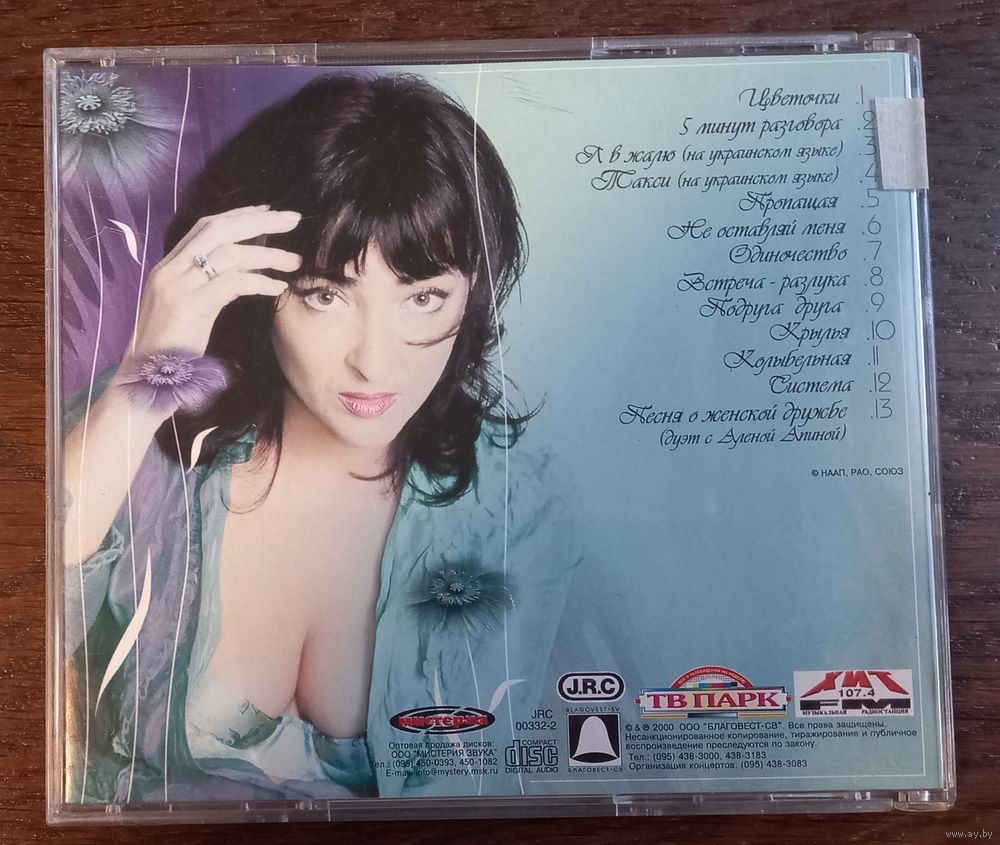 Цветочки .1
5 минут разговора .2
Я в жалю (на украинском языке) .3
Такси (на украинском языке) .4
Пропащая .5
Не оставляй меня .6
Одиночество .7
Встреча - разлука .8
Подруга друга .9
Крылья .10
Колыбельная .11
Система .12
Песня о женской дружбе .13
(дуэт с Аленой Апиной)
© НААП, РАО, СОЮЗ
J.R.C
ТВ ПАРК
ХИТ
107.4
FM
МУЗЫКАЛЬНАЯ РАДИОСТАНЦИЯ
мистерия
JRC
00332-2
BLAGOVEST-SV
Оптовая продажа дисков:
ООО "МИСТЕРИЯ ЗВУКА"
Тел.: (095) 450-0393, 450-1082
E-mail: info@mystery.msk.ru
COMPACT
disc
DIGITAL AUDIO
БЛАГОВЕСТ-СВ
© & ℗ 2000 ООО "БЛАГОВЕСТ-СВ". Все права защищены.
Несанкционированное копирование, тиражирование и публичное
воспроизведение преследуются по закону.
Тел.: (095) 438-3000, 438-3183
Организация концертов: (095) 438-3083
www.ay.by